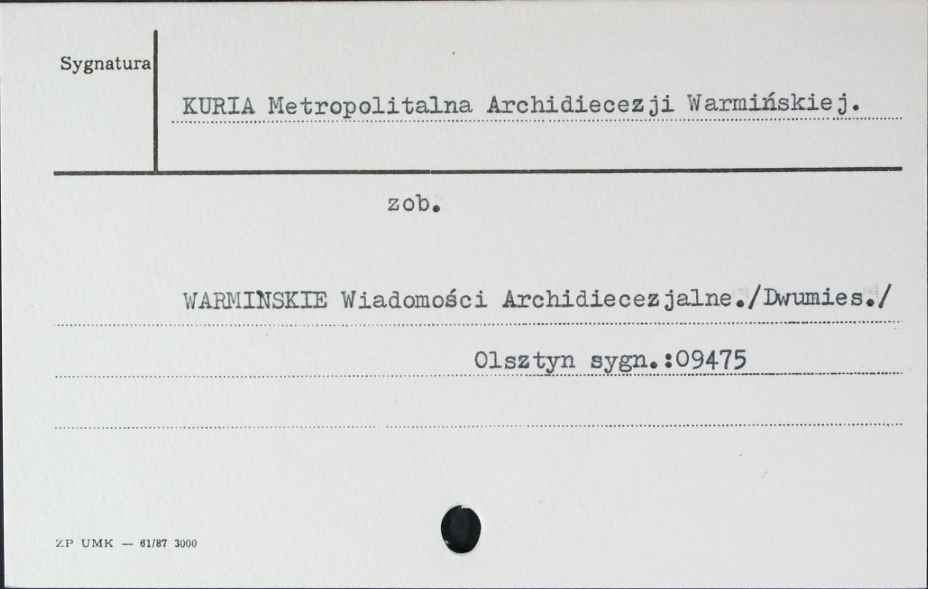 Sygnatura
KURIA Metropolitalna Archidiecezji Warmińskiej.
zob.
WARMIŃSKIE Wiadomości Archidiecezjalne./Dwumies./
Olsztyn sygn.:09475
ZP UMK — 61/87 3000